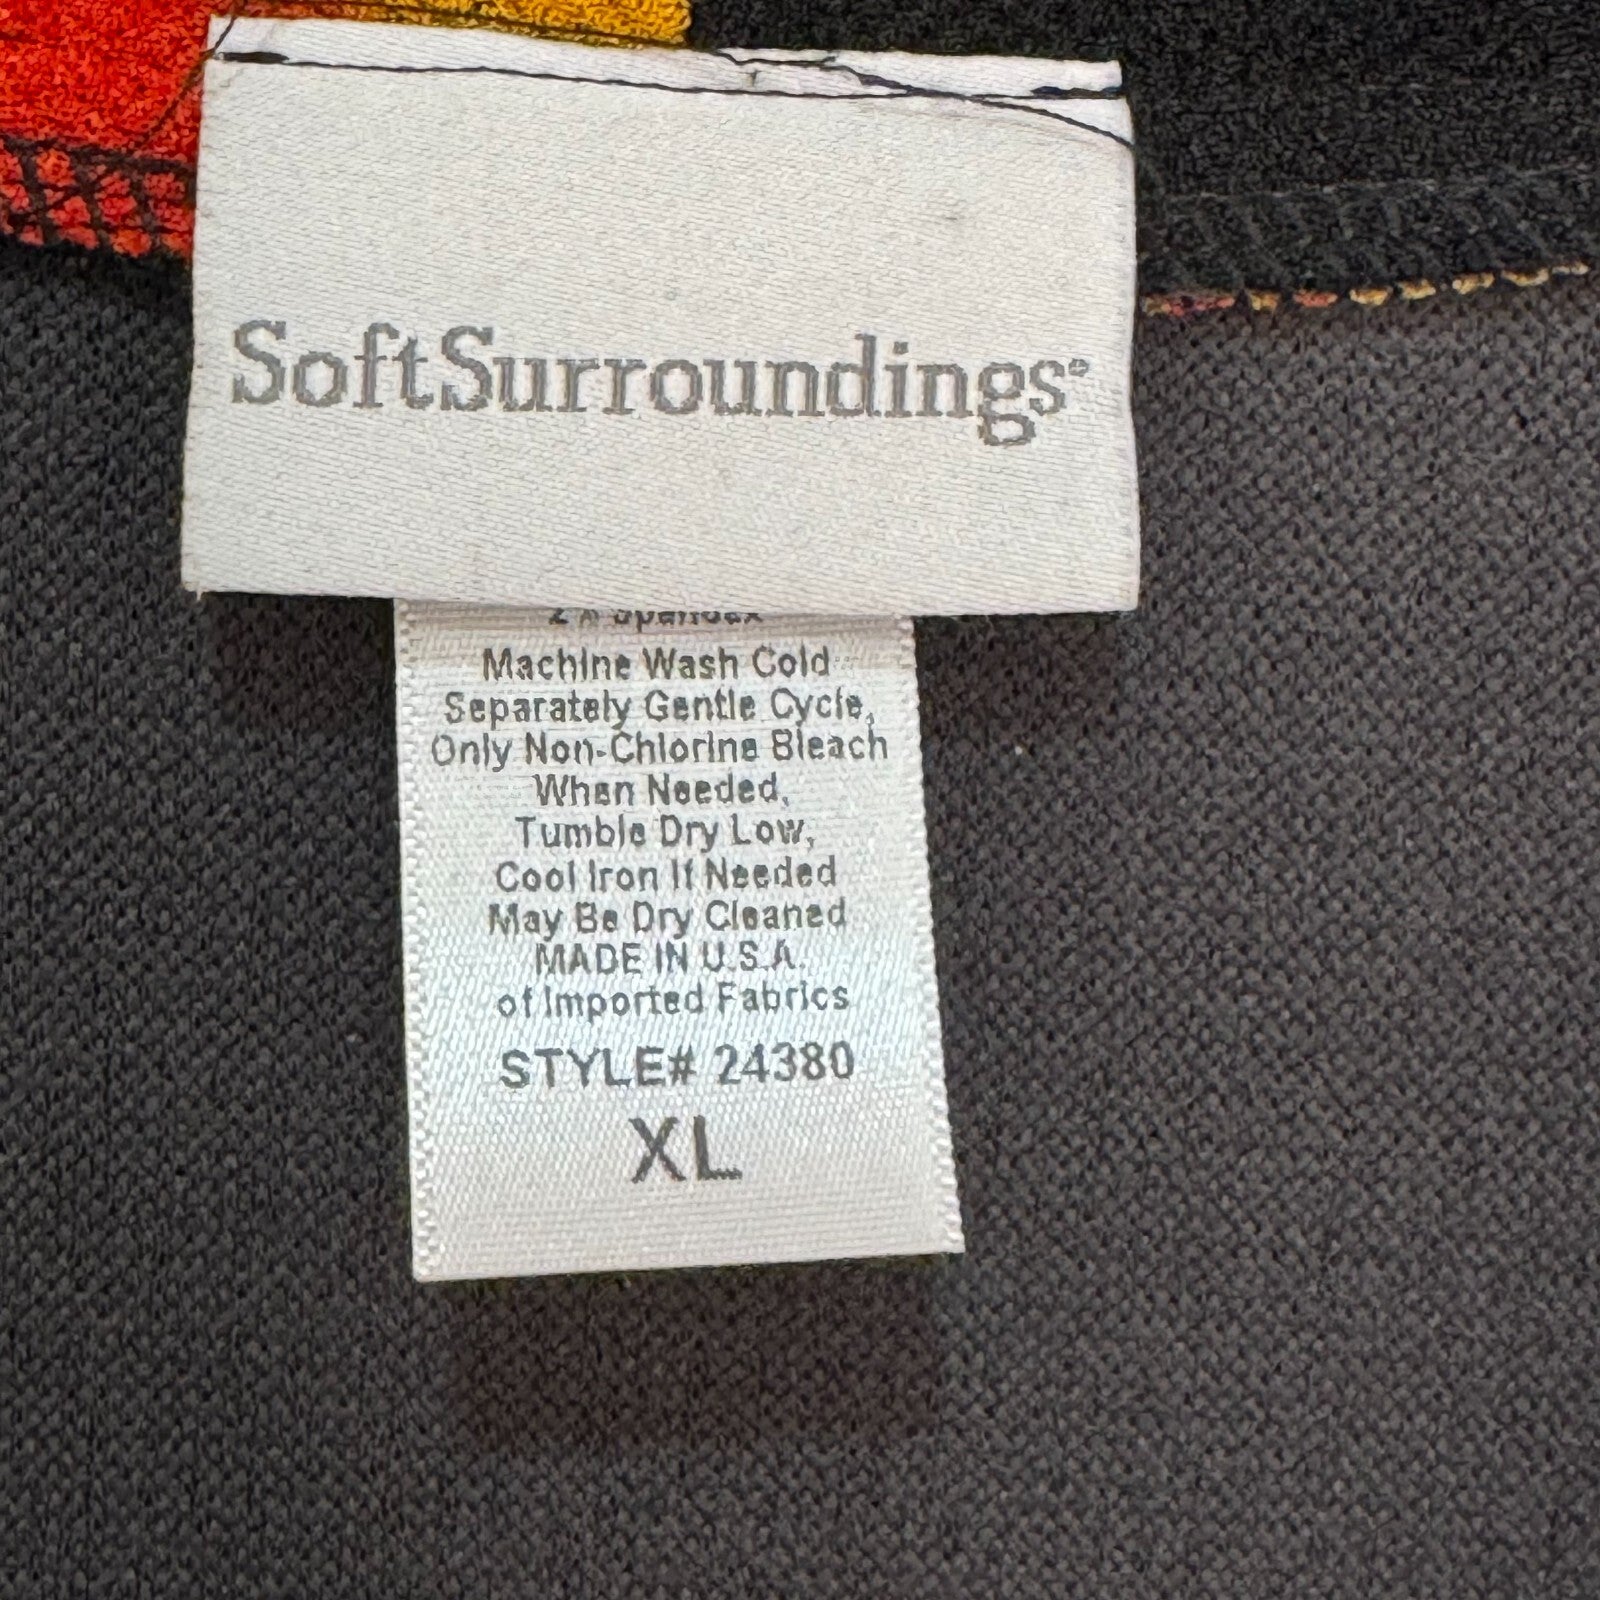 SoftSurroundings®
Spandex
Machine Wash Cold
Separately Gentle Cycle,
Only Non-Chlorine Bleach
When Needed,
Tumble Dry Low,
Cool Iron If Needed
May Be Dry Cleaned
MADE IN U.S.A.
of Imported Fabrics
STYLE# 24380
XL